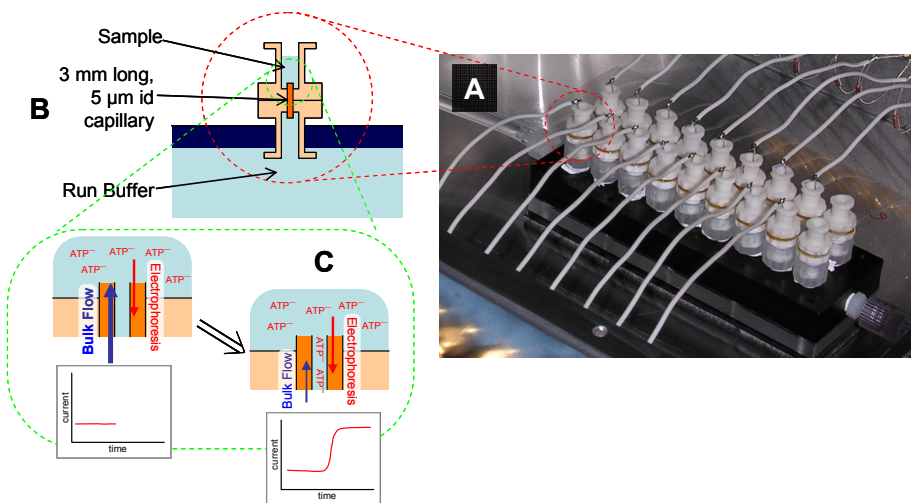 Sample
3 mm long,
5 µm id
capillary
B
Run Buffer
A
C
ATP—
ATP—
ATP—
ATP—
ATP—
Bulk Flow
Electrophoresis
current
time
ATP—
ATP—
ATP—
ATP—
ATP—
ATP—
Bulk Flow
Electrophoresis
current
time